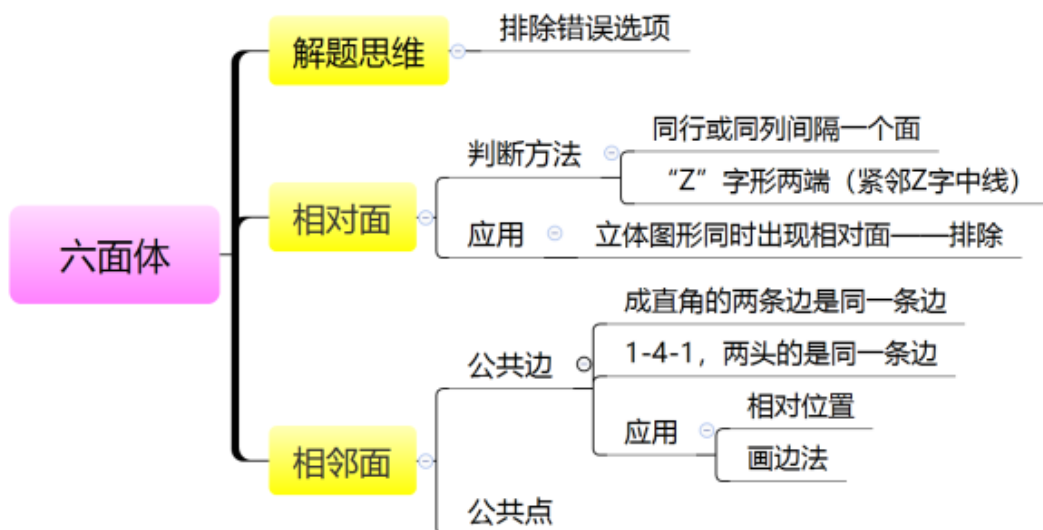 六面体
解题思维
排除错误选项
相对面
判断方法
同行或同列间隔一个面
“Z”字形两端（紧邻Z字中线）
应用
立体图形同时出现相对面——排除
相邻面
公共边
成直角的两条边是同一条边
1-4-1，两头的是同一条边
应用
相对位置
画边法
公共点